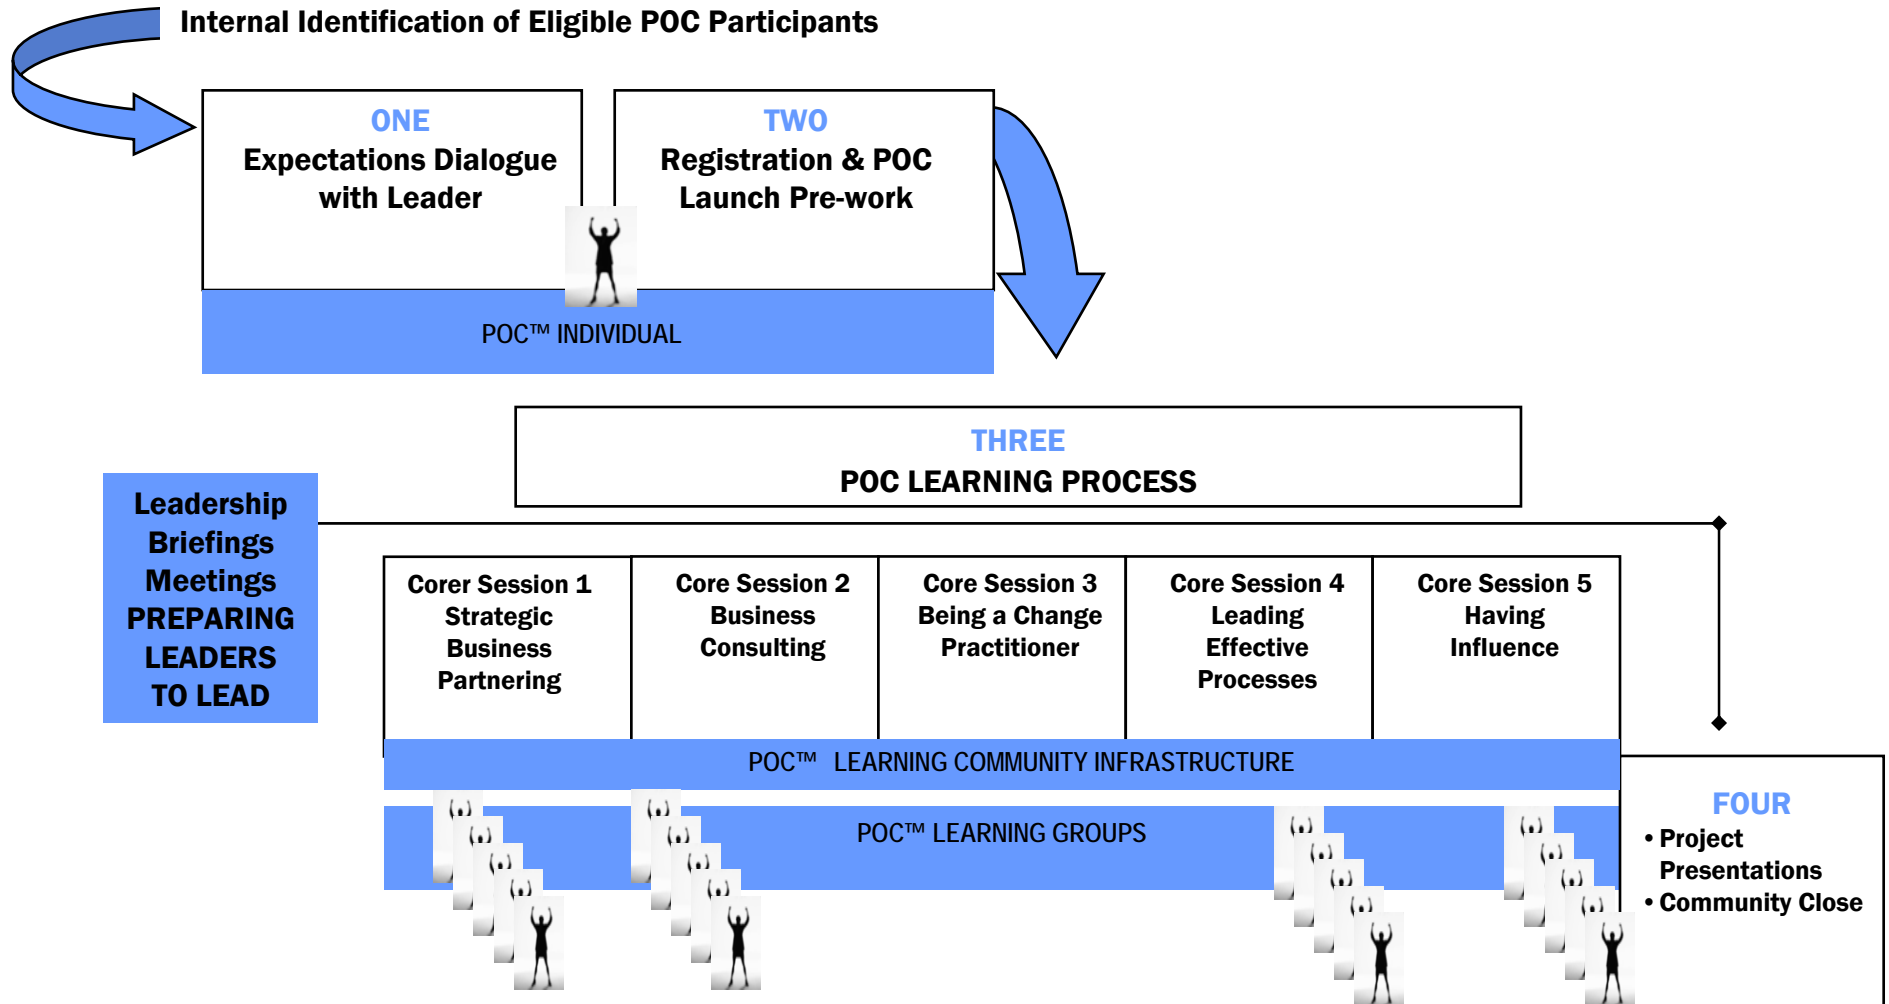 Internal Identification of Eligible POC Participants
ONE
Expectations Dialogue
with Leader
TWO
Registration & POC
Launch Pre-work
POC™ INDIVIDUAL
THREE
POC LEARNING PROCESS
Leadership
Briefings
Meetings
PREPARING
LEADERS
TO LEAD
Corer Session 1
Strategic
Business
Partnering
Core Session 2
Business
Consulting
Core Session 3
Being a Change
Practitioner
Core Session 4
Leading
Effective
Processes
Core Session 5
Having
Influence
POC™ LEARNING COMMUNITY INFRASTRUCTURE
POC™ LEARNING GROUPS
FOUR
• Project
Presentations
• Community Close